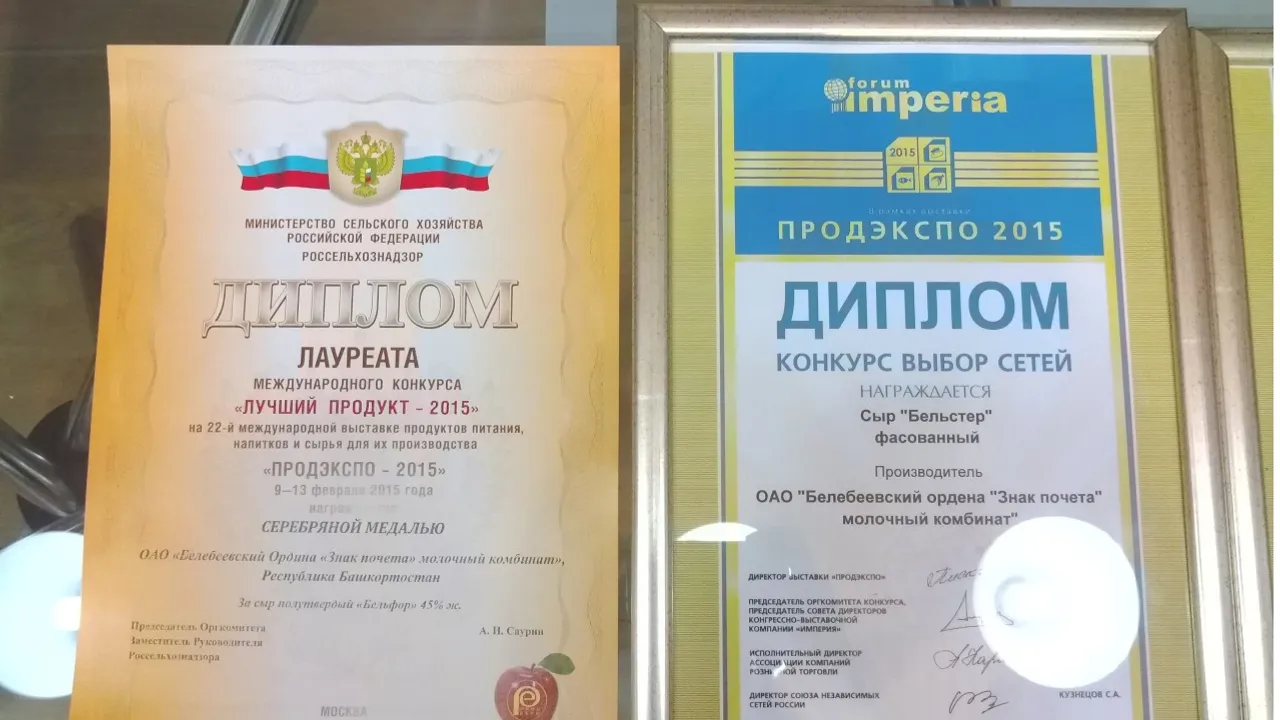 МИНИСТЕРСТВО СЕЛЬСКОГО ХОЗЯЙСТВА
РОССИЙСКОЙ ФЕДЕРАЦИИ
РОССЕЛЬХОЗНАДЗОР
ДИПЛОМ
ЛАУРЕАТА
МЕЖДУНАРОДНОГО КОНКУРСА
«ЛУЧШИЙ ПРОДУКТ - 2015»
на 22-й международной выставке продуктов питания,
напитков и сырья для их производства
«ПРОДЭКСПО - 2015»
9–13 февраля 2015 года
СЕРЕБРЯНОЙ МЕДАЛЬЮ
ОАО «Белебеевский Ордина «Знак почета» молочный комбинат»,
Республика Башкортостан
За сыр полутвердый «Бельфор» 45% жс.
Председатель Оргкомитета
Заместитель Руководителя
Россельхознадзора
А. И. Саурин
МОСКВА
forum
imperia
2015
В РАМКАХ ВЫСТАВКИ
ПРОДЭКСПО 2015
ДИПЛОМ
КОНКУРС ВЫБОР СЕТЕЙ
НАГРАЖДАЕТСЯ
Сыр "Бельстер"
фасованный
Производитель
ОАО "Белебеевский ордена "Знак почета"
молочный комбинат"
ДИРЕКТОР ВЫСТАВКИ «ПРОДЭКСПО»
ПРЕДСЕДАТЕЛЬ ОРГКОМИТЕТА КОНКУРСА,
ПРЕДСЕДАТЕЛЬ СОВЕТА ДИРЕКТОРОВ
КОНГРЕССНО-ВЫСТАВОЧНОЙ
КОМПАНИИ «ИМПЕРИЯ»
ИСПОЛНИТЕЛЬНЫЙ ДИРЕКТОР
АССОЦИАЦИИ КОМПАНИЙ
РОЗНИЧНОЙ ТОРГОВЛИ
ДИРЕКТОР СОЮЗА НЕЗАВИСИМЫХ
СЕТЕЙ РОССИИ
КУЗНЕЦОВ С.А.